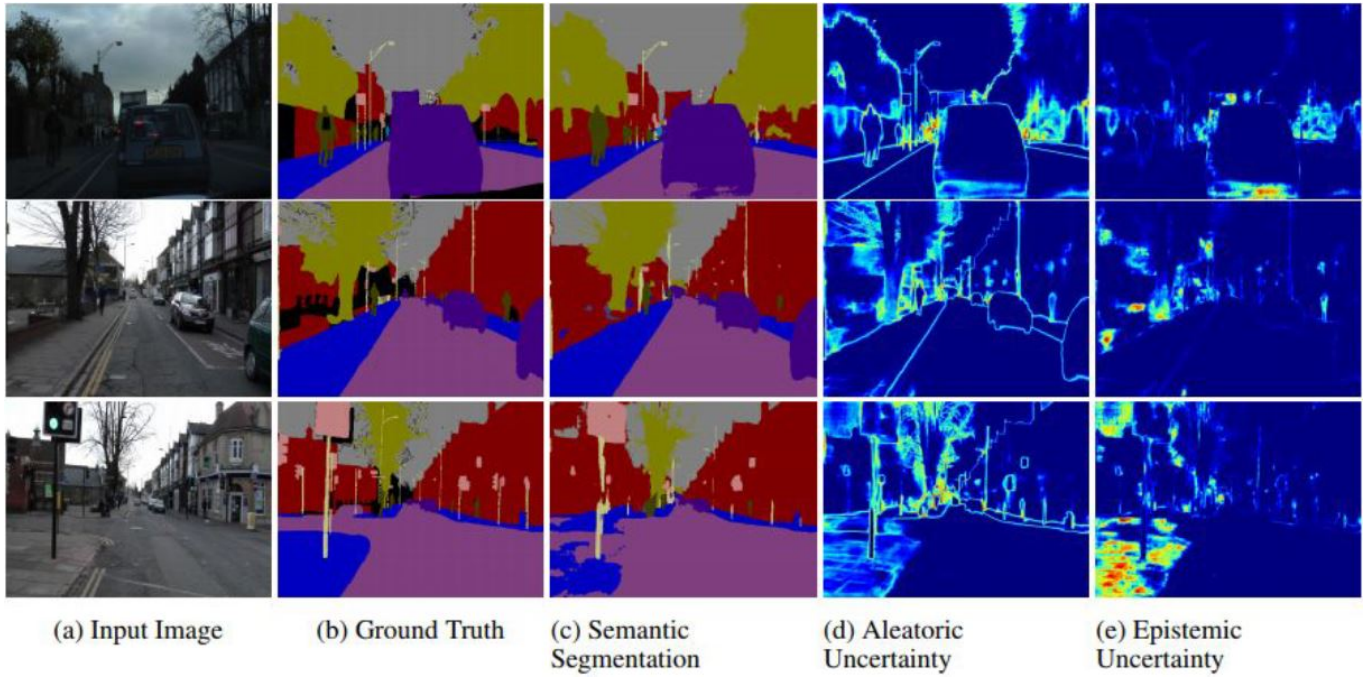 (a) Input Image
(b) Ground Truth
(c) Semantic
Segmentation
(d) Aleatoric
Uncertainty
(e) Epistemic
Uncertainty